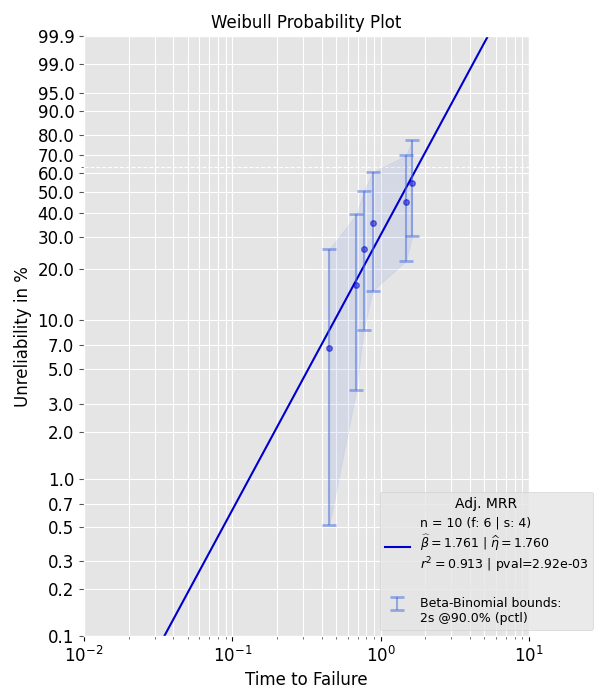 Weibull Probability Plot
Unreliability in %
99.9
99.0
95.0
90.0
80.0
70.0
60.0
50.0
40.0
30.0
20.0
10.0
7.0
5.0
3.0
2.0
1.0
0.7
0.5
0.3
0.2
0.1
Adj. MRR
n = 10 (f: 6 | s: 4)
β̂ = 1.761 | η̂ = 1.760
r² = 0.913 | pval=2.92e-03
Beta-Binomial bounds:
2s @90.0% (pctl)
10⁻² 10⁻¹ 10⁰ 10¹
Time to Failure